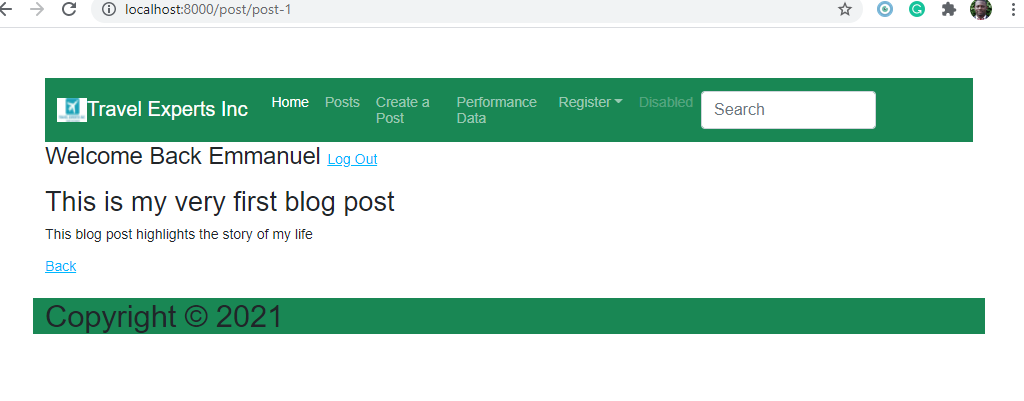 localhost:8000/post/post-1
Travel Experts Inc
Home
Posts
Create a
Post
Performance
Data
Register
Disabled
Search
Welcome Back Emmanuel Log Out
This is my very first blog post
This blog post highlights the story of my life
Back
Copyright © 2021